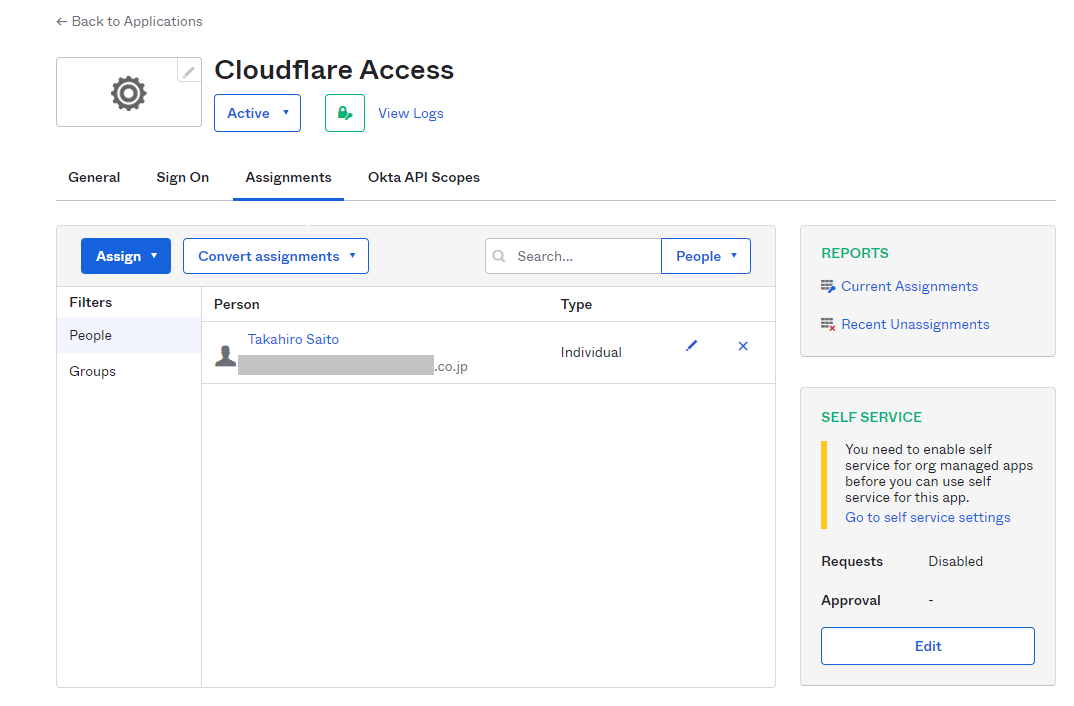 ← Back to Applications
Cloudflare Access
Active
View Logs
General
Sign On
Assignments
Okta API Scopes
Assign
Convert assignments
Search...
People
Filters
People
Groups
Person
Type
Takahiro Saito
.co.jp
Individual
REPORTS
Current Assignments
Recent Unassignments
SELF SERVICE
You need to enable self
service for org managed apps
before you can use self
service for this app.
Go to self service settings
Requests
Disabled
Approval
-
Edit